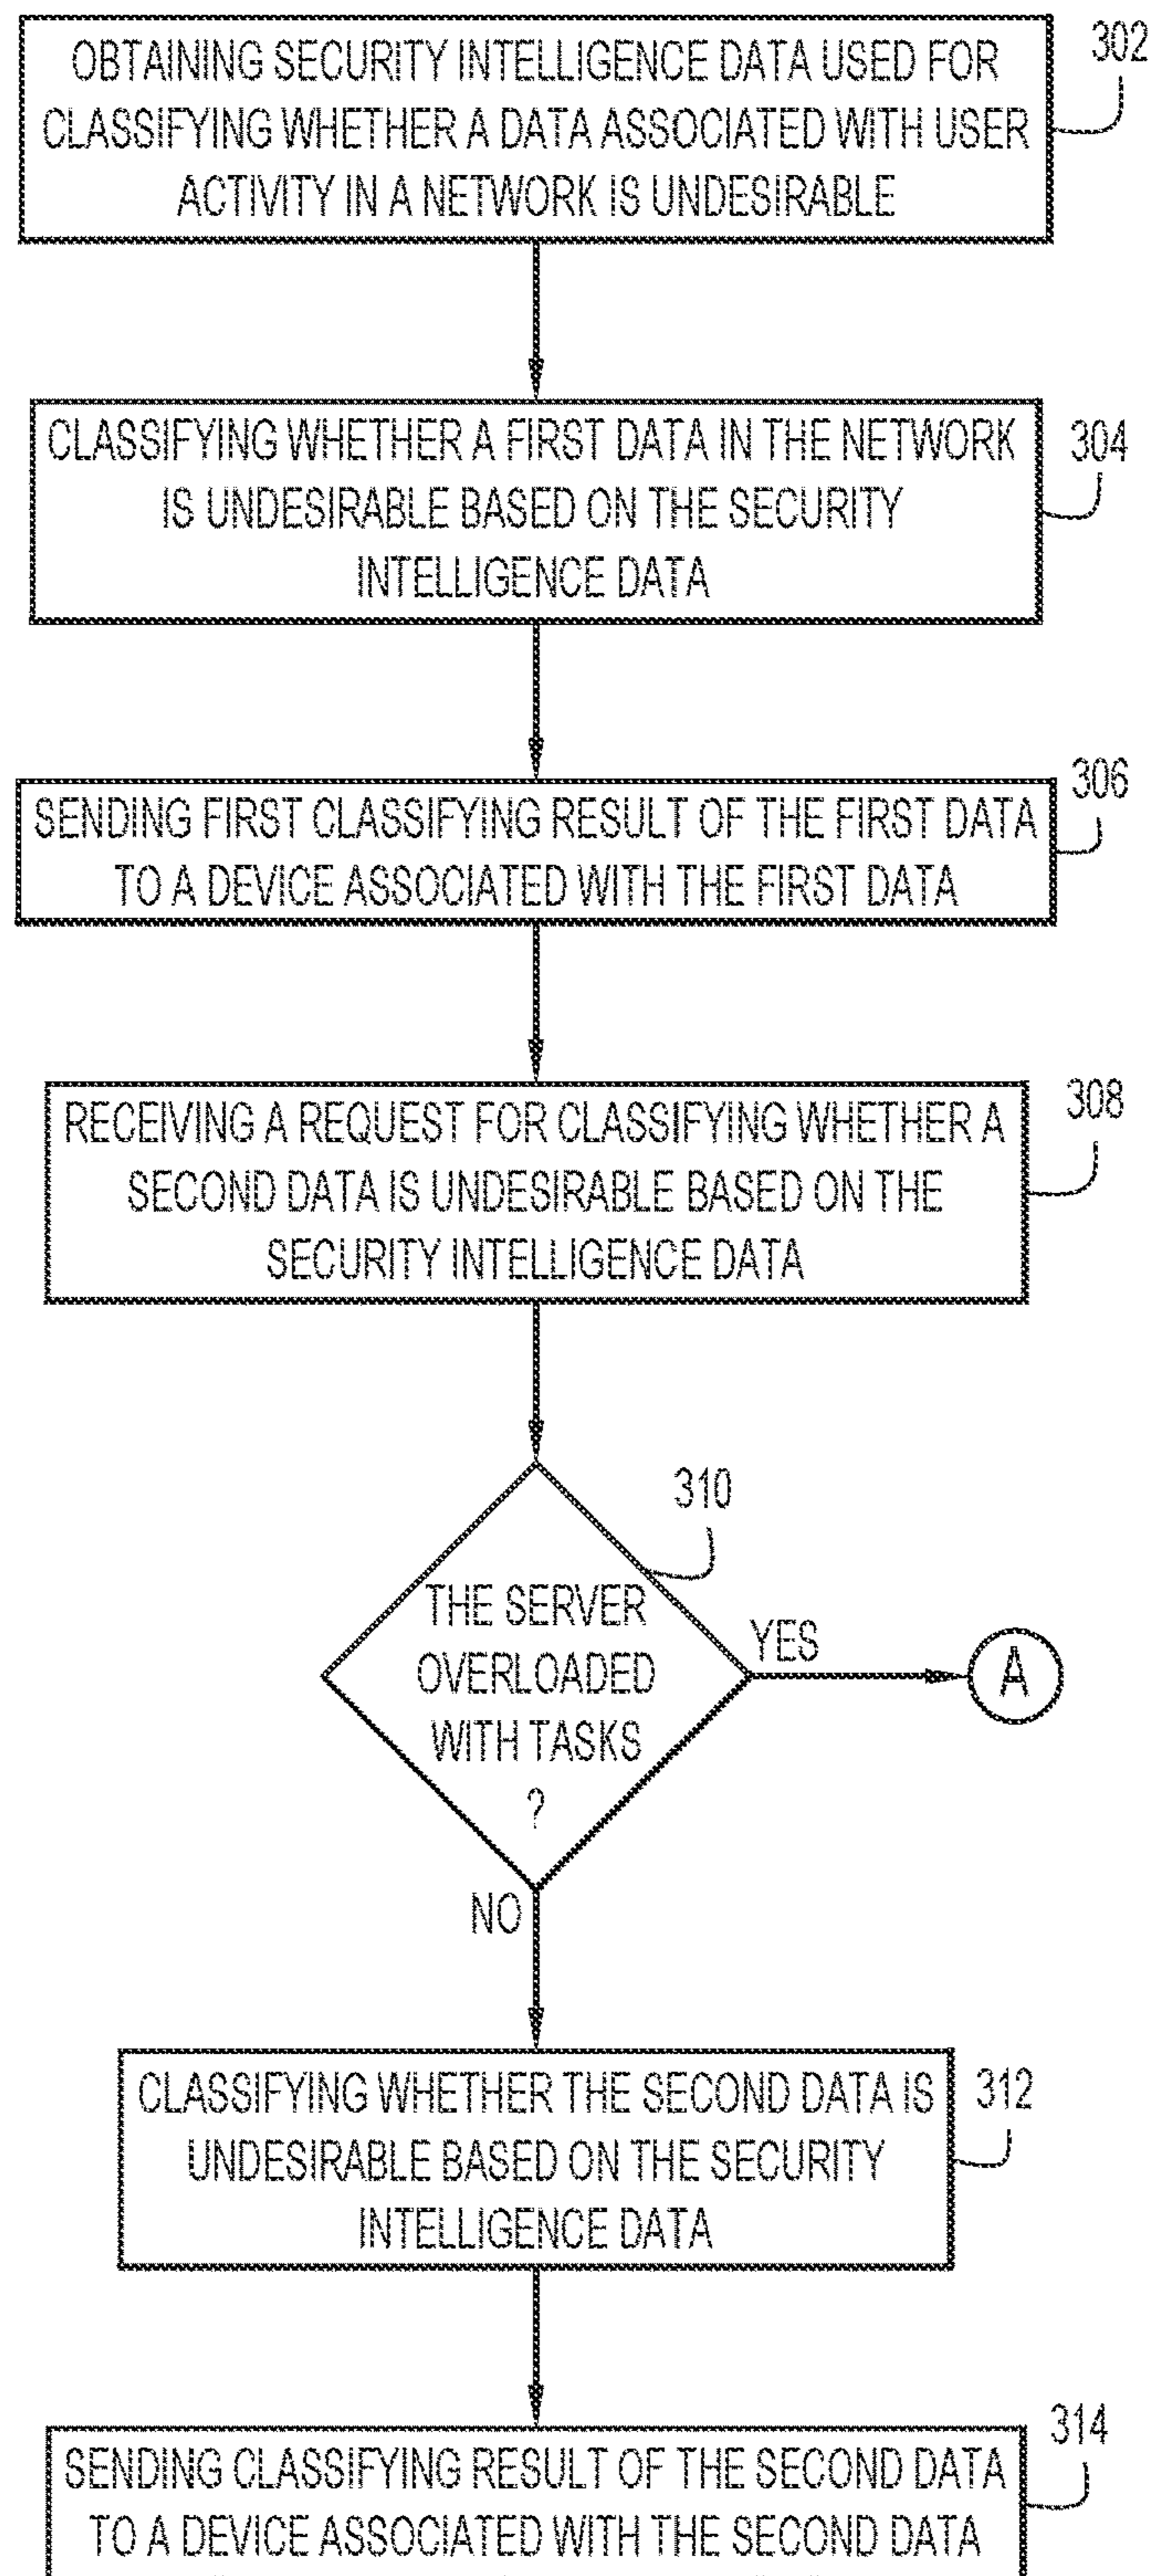 302
OBTAINING SECURITY INTELLIGENCE DATA USED FOR
CLASSIFYING WHETHER A DATA ASSOCIATED WITH USER
ACTIVITY IN A NETWORK IS UNDESIRABLE
304
CLASSIFYING WHETHER A FIRST DATA IN THE NETWORK
IS UNDESIRABLE BASED ON THE SECURITY
INTELLIGENCE DATA
306
SENDING FIRST CLASSIFYING RESULT OF THE FIRST DATA
TO A DEVICE ASSOCIATED WITH THE FIRST DATA
308
RECEIVING A REQUEST FOR CLASSIFYING WHETHER A
SECOND DATA IS UNDESIRABLE BASED ON THE
SECURITY INTELLIGENCE DATA
310
THE SERVER
OVERLOADED
WITH TASKS
?
YES
A
NO
312
CLASSIFYING WHETHER THE SECOND DATA IS
UNDESIRABLE BASED ON THE SECURITY
INTELLIGENCE DATA
314
SENDING CLASSIFYING RESULT OF THE SECOND DATA
TO A DEVICE ASSOCIATED WITH THE SECOND DATA